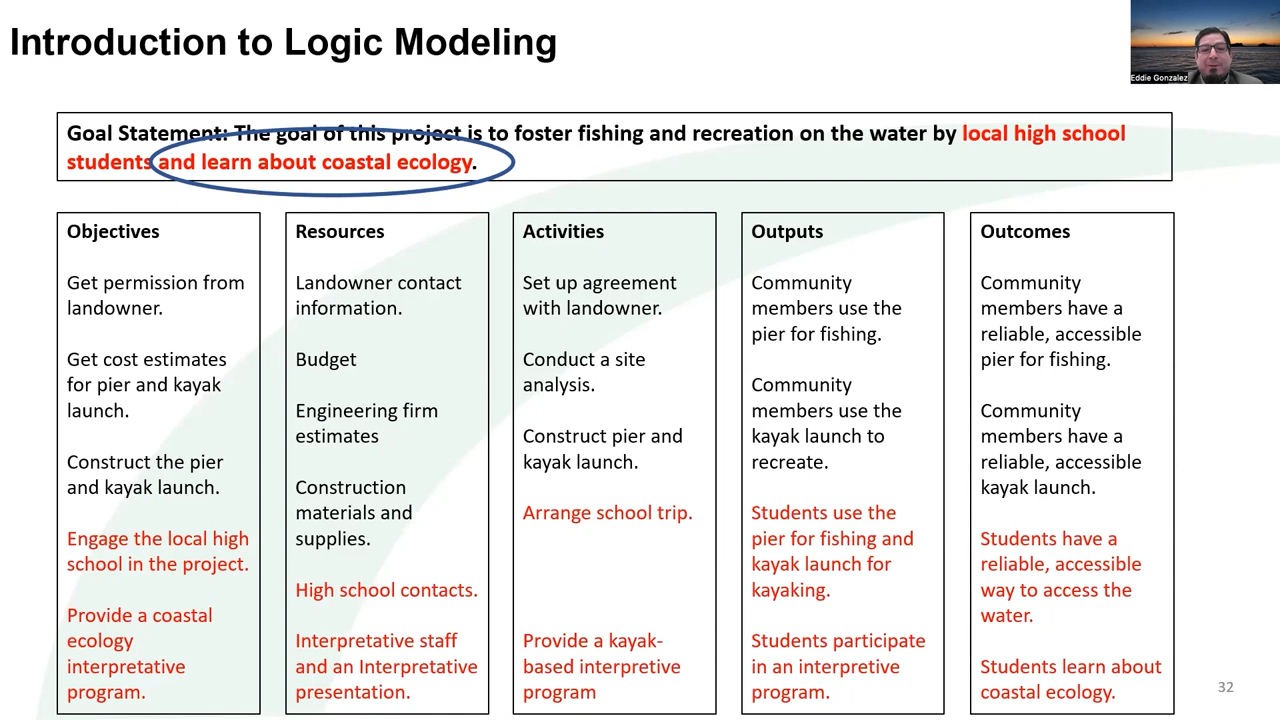 Introduction to Logic Modeling
Eddie Gonzalez
Goal Statement: The goal of this project is to foster fishing and recreation on the water by local high school
students and learn about coastal ecology.
Objectives
Get permission from
landowner.
Get cost estimates
for pier and kayak
launch.
Construct the pier
and kayak launch.
Engage the local high
school in the project.
Provide a coastal
ecology
interpretative
program.
Resources
Landowner contact
information.
Budget
Engineering firm
estimates
Construction
materials and
supplies.
High school contacts.
Interpretative staff
and an Interpretative
presentation.
Activities
Set up agreement
with landowner.
Conduct a site
analysis.
Construct pier and
kayak launch.
Arrange school trip.
Provide a kayak-
based interpretive
program
Outputs
Community
members use the
pier for fishing.
Community
members use the
kayak launch to
recreate.
Students use the
pier for fishing and
kayak launch for
kayaking.
Students participate
in an interpretive
program.
Outcomes
Community
members have a
reliable, accessible
pier for fishing.
Community
members have a
reliable, accessible
kayak launch.
Students have a
reliable, accessible
way to access the
water.
Students learn about
coastal ecology.
32